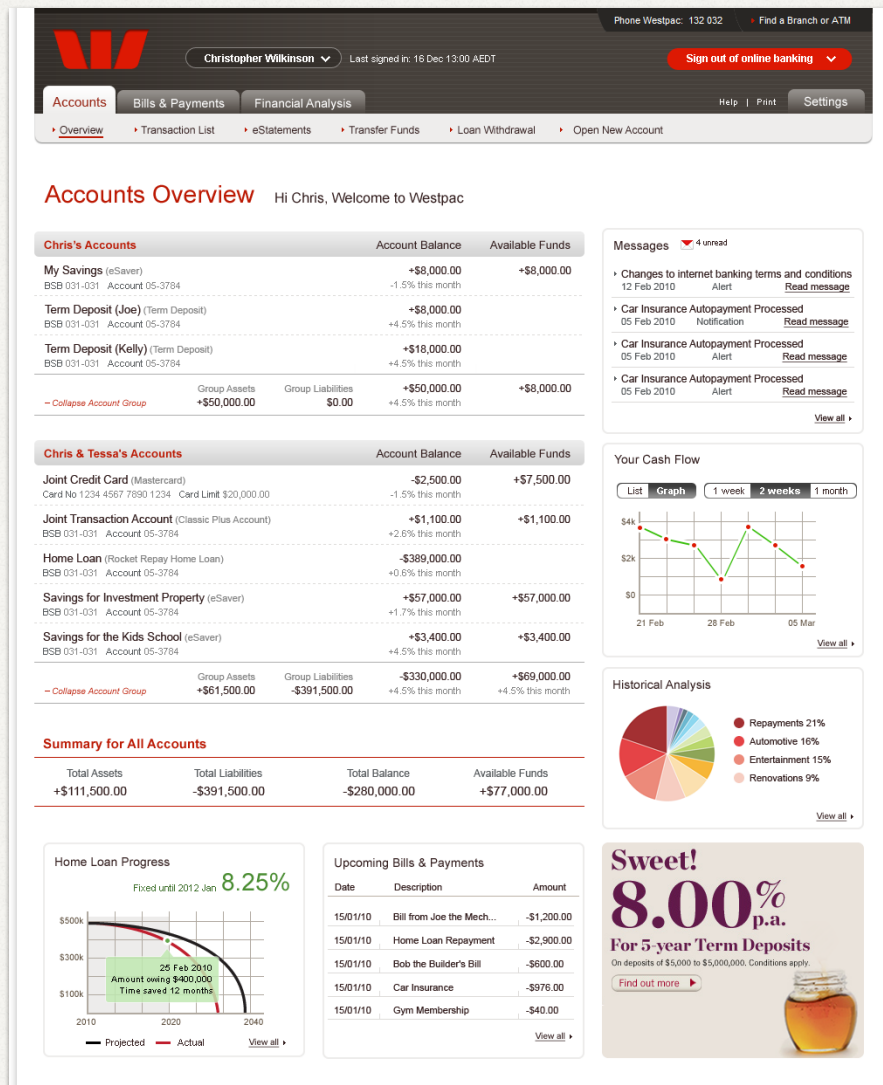 Phone Westpac: 132 032 Find a Branch or ATM
Christopher Wilkinson Last signed in: 16 Dec 13:00 AEDT Sign out of online banking
Accounts Bills & Payments Financial Analysis Help | Print Settings
Overview Transaction List eStatements Transfer Funds Loan Withdrawal Open New Account
Accounts Overview Hi Chris, Welcome to Westpac
Chris's Accounts Account Balance Available Funds
My Savings (eSaver) +$8,000.00 +$8,000.00
BSB 031-031 Account 05-3784 -1.5% this month
Term Deposit (Joe) (Term Deposit) +$8,000.00
BSB 031-031 Account 05-3784 +4.5% this month
Term Deposit (Kelly) (Term Deposit) +$18,000.00
BSB 031-031 Account 05-3784 +4.5% this month
Group Assets Group Liabilities +$50,000.00 +$8,000.00
– Collapse Account Group +$50,000.00 $0.00 +4.5% this month
Chris & Tessa's Accounts Account Balance Available Funds
Joint Credit Card (Mastercard) -$2,500.00 +$7,500.00
Card No 1234 4567 7890 1234 Card Limit $20,000.00 -1.5% this month
Joint Transaction Account (Classic Plus Account) +$1,100.00 +$1,100.00
BSB 031-031 Account 05-3784 +2.6% this month
Home Loan (Rocket Repay Home Loan) -$389,000.00
BSB 031-031 Account 05-3784 +0.6% this month
Savings for Investment Property (eSaver) +$57,000.00 +$57,000.00
BSB 031-031 Account 05-3784 +1.7% this month
Savings for the Kids School (eSaver) +$3,400.00 +$3,400.00
BSB 031-031 Account 05-3784 +4.5% this month
Group Assets Group Liabilities -$330,000.00 +$69,000.00
– Collapse Account Group +$61,500.00 -$391,500.00 +4.5% this month +4.5% this month
Summary for All Accounts
Total Assets Total Liabilities Total Balance Available Funds
+$111,500.00 -$391,500.00 -$280,000.00 +$77,000.00
Messages 4 unread
Changes to internet banking terms and conditions
12 Feb 2010 Alert Read message
Car Insurance Autopayment Processed
05 Feb 2010 Notification Read message
Car Insurance Autopayment Processed
05 Feb 2010 Alert Read message
Car Insurance Autopayment Processed
05 Feb 2010 Alert Read message
View all
Your Cash Flow
List Graph 1 week 2 weeks 1 month
$4k
$2k
$0
21 Feb 28 Feb 05 Mar
View all
Historical Analysis
Repayments 21%
Automotive 16%
Entertainment 15%
Renovations 9%
View all
Home Loan Progress
Fixed until 2012 Jan 8.25%
$500k
$300k
$100k
25 Feb 2010
Amount owing $400,000
Time saved 12 months
2010 2020 2040
Projected Actual View all
Upcoming Bills & Payments
Date Description Amount
15/01/10 Bill from Joe the Mech... -$1,200.00
15/01/10 Home Loan Repayment -$2,900.00
15/01/10 Bob the Builder's Bill -$600.00
15/01/10 Car Insurance -$976.00
15/01/10 Gym Membership -$40.00
View all
Sweet!
8.00% p.a.
For 5-year Term Deposits
On deposits of $5,000 to $5,000,000. Conditions apply.
Find out more